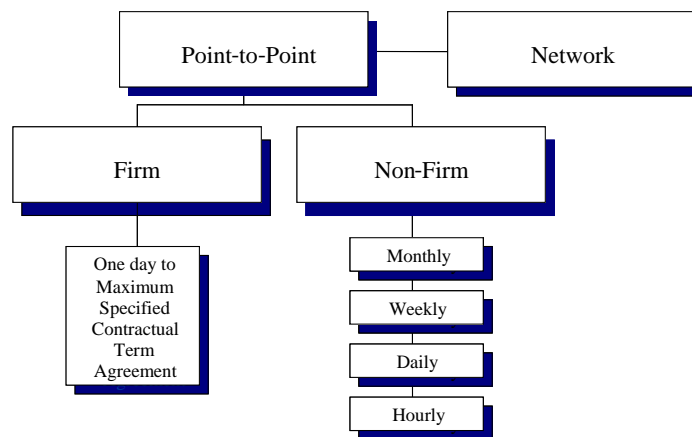 Point-to-Point
Network
Firm
Non-Firm
One day to
Maximum
Specified
Contractual
Term
Agreement
Monthly
Weekly
Daily
Hourly